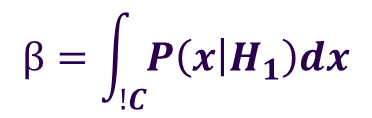 β = ∫!C P(x|H₁)dx